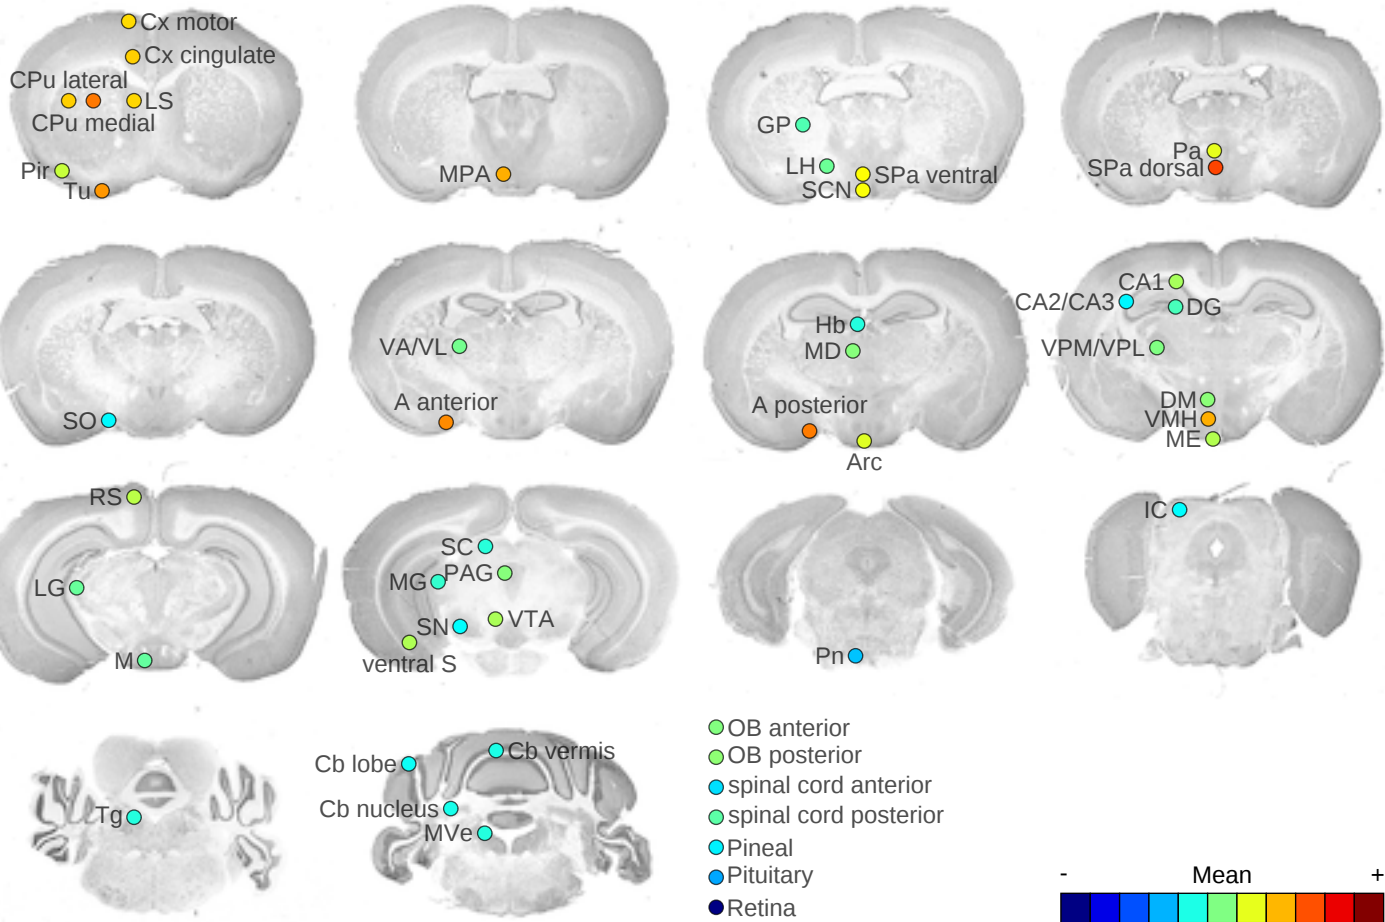 Cx motor
Cx cingulate
CPu lateral
LS
CPu medial
Pir
Tu
MPA
GP
LH
SPa ventral
SCN
Pa
SPa dorsal
SO
VA/VL
A anterior
Hb
MD
A posterior
Arc
CA1
CA2/CA3
DG
VPM/VPL
DM
VMH
ME
RS
LG
M
SC
MG
PAG
SN
VTA
ventral S
Pn
IC
Tg
Cb lobe
Cb vermis
Cb nucleus
MVe
OB anterior
OB posterior
spinal cord anterior
spinal cord posterior
Pineal
Pituitary
Retina
- Mean +